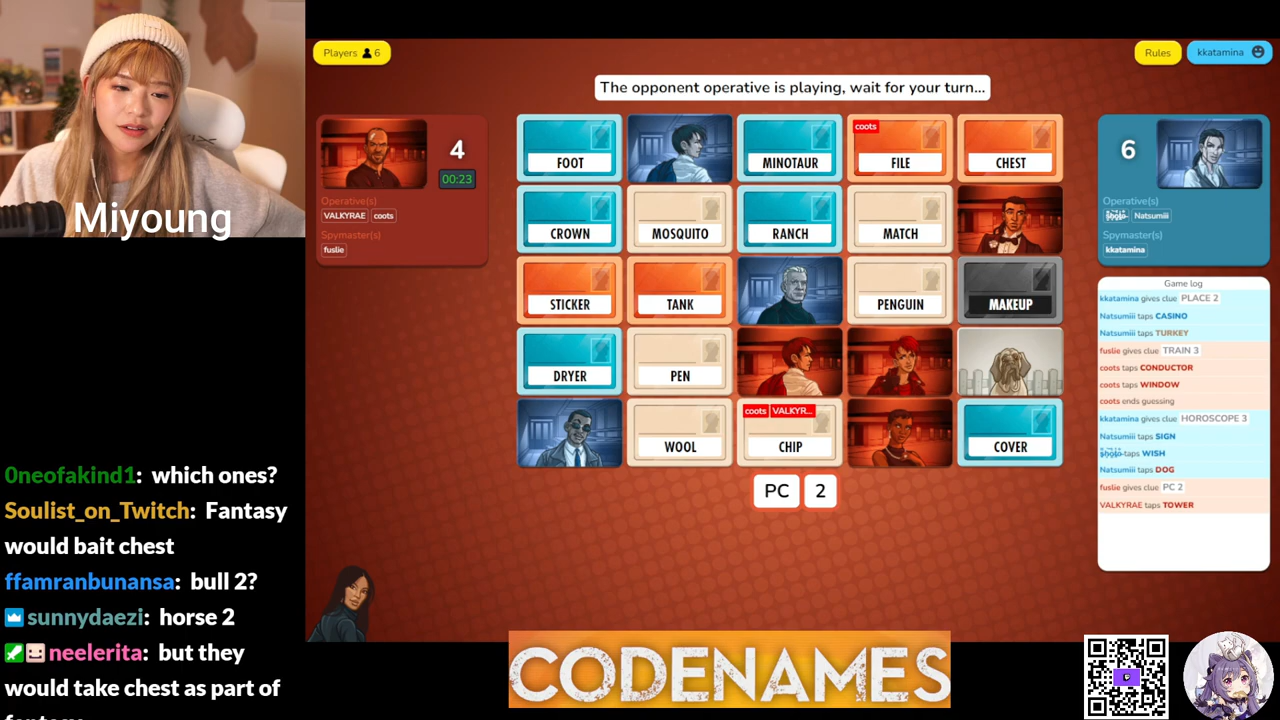 Players 6
Rules
kkatamina
The opponent operative is playing, wait for your turn...
4
00:23
Operative(s)
VALKYRAE coots
Spymaster(s)
fuslie
FOOT
MINOTAUR
coots
FILE
CHEST
CROWN
MOSQUITO
RANCH
MATCH
STICKER
TANK
PENGUIN
MAKEUP
DRYER
PEN
WOOL
coots VALKYR...
CHIP
COVER
PC 2
6
Operative(s)
Natsumiii
Spymaster(s)
kkatamina
Game log
kkatamina gives clue PLACE 2
Natsumiii taps CASINO
Natsumiii taps TURKEY
fuslie gives clue TRAIN 3
coots taps CONDUCTOR
coots taps WINDOW
coots ends guessing
kkatamina gives clue HOROSCOPE 3
Natsumiii taps SIGN
taps WISH
Natsumiii taps DOG
fuslie gives clue PC 2
VALKYRAE taps TOWER
Miyoung
0neofakind1: which ones?
Soulist_on_Twitch: Fantasy
would bait chest
ffamranbunansa: bull 2?
sunnydaezi: horse 2
neelerita: but they
would take chest as part of
CODENAMES